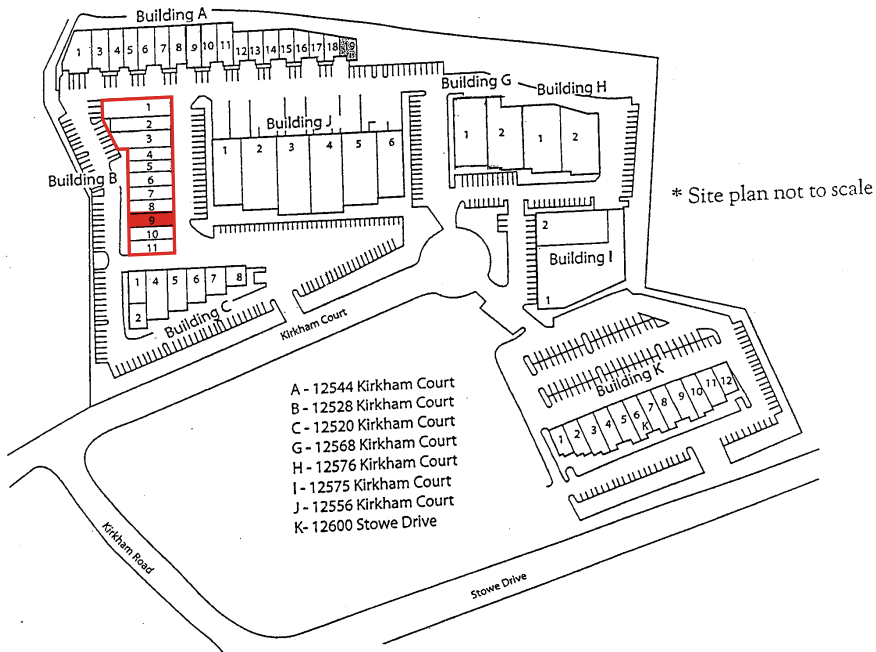 Building A
1 3 4 5 6 7 8 9 10 11 12 13 14 15 16 17 18 19
Building G
Building H
1 2 1 2
Building J
1 2 3 4 5 6
Building B
1
2
3
4
5
6
7
8
9
10
11
* Site plan not to scale
2
Building I
1
1 4 5 6 7 8
2
Building C
Kirkham Court
Building K
1 2 3 4 5 6 7 8 9 10 11 12
K
A - 12544 Kirkham Court
B - 12528 Kirkham Court
C - 12520 Kirkham Court
G - 12568 Kirkham Court
H - 12576 Kirkham Court
I - 12575 Kirkham Court
J - 12556 Kirkham Court
K- 12600 Stowe Drive
Kirkham Road
Stowe Drive